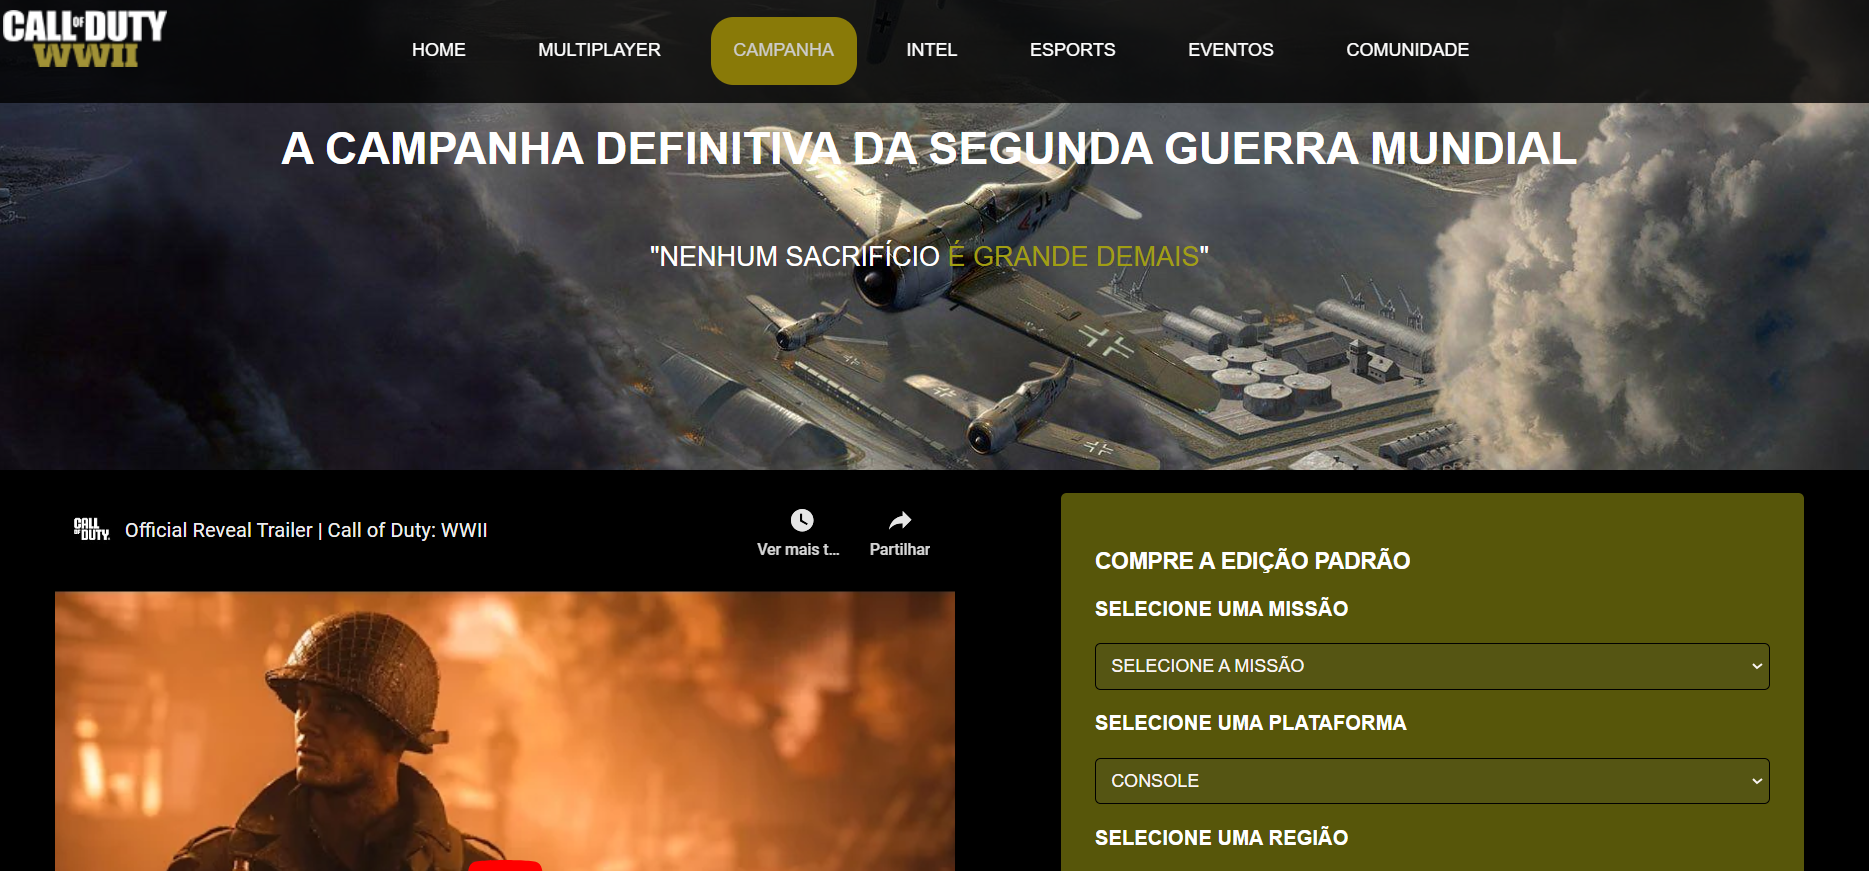 CALL OF DUTY
WWII
HOME MULTIPLAYER CAMPANHA INTEL ESPORTS EVENTOS COMUNIDADE
A CAMPANHA DEFINITIVA DA SEGUNDA GUERRA MUNDIAL
"NENHUM SACRIFÍCIO É GRANDE DEMAIS"
CALL OF DUTY.
Official Reveal Trailer | Call of Duty: WWII
Ver mais t... Partilhar
COMPRE A EDIÇÃO PADRÃO
SELECIONE UMA MISSÃO
SELECIONE A MISSÃO
SELECIONE UMA PLATAFORMA
CONSOLE
SELECIONE UMA REGIÃO